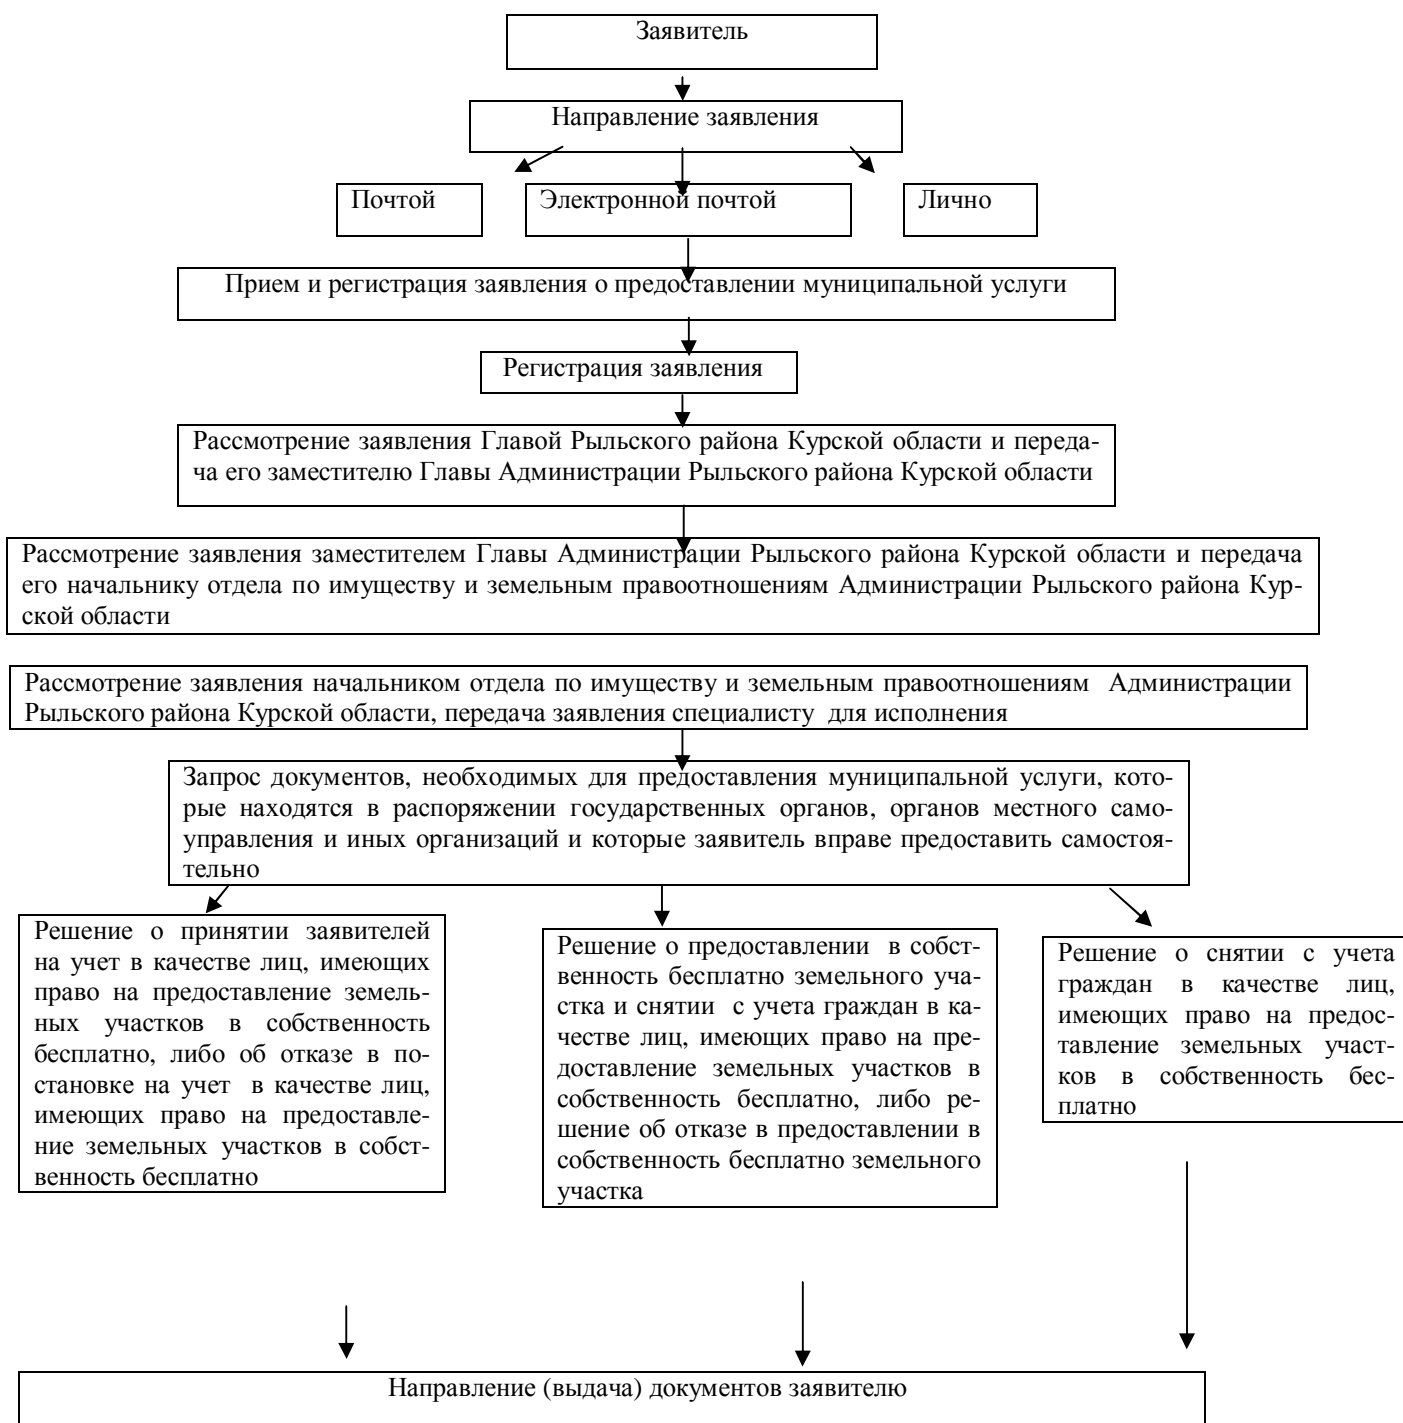 Заявитель
Направление заявления
Почтой
Электронной почтой
Лично
Прием и регистрация заявления о предоставлении муниципальной услуги
Регистрация заявления
Рассмотрение заявления Главой Рыльского района Курской области и переда-
ча его заместителю Главы Администрации Рыльского района Курской области
Рассмотрение заявления заместителем Главы Администрации Рыльского района Курской области и передача
его начальнику отдела по имуществу и земельным правоотношениям Администрации Рыльского района Кур-
ской области
Рассмотрение заявления начальником отдела по имуществу и земельным правоотношениям Администрации
Рыльского района Курской области, передача заявления специалисту для исполнения
Запрос документов, необходимых для предоставления муниципальной услуги, кото-
рые находятся в распоряжении государственных органов, органов местного само-
управления и иных организаций и которые заявитель вправе предоставить самостоя-
тельно
Решение о принятии заявителей
на учет в качестве лиц, имеющих
право на предоставление земель-
ных участков в собственность
бесплатно, либо об отказе в по-
становке на учет в качестве лиц,
имеющих право на предоставле-
ние земельных участков в собст-
венность бесплатно
Решение о предоставлении в собст-
венность бесплатно земельного уча-
стка и снятии с учета граждан в ка-
честве лиц, имеющих право на пре-
доставление земельных участков в
собственность бесплатно, либо ре-
шение об отказе в предоставлении в
собственность бесплатно земельного
участка
Решение о снятии с учета
граждан в качестве лиц,
имеющих право на предос-
тавление земельных участ-
ков в собственность бес-
платно
Направление (выдача) документов заявителю